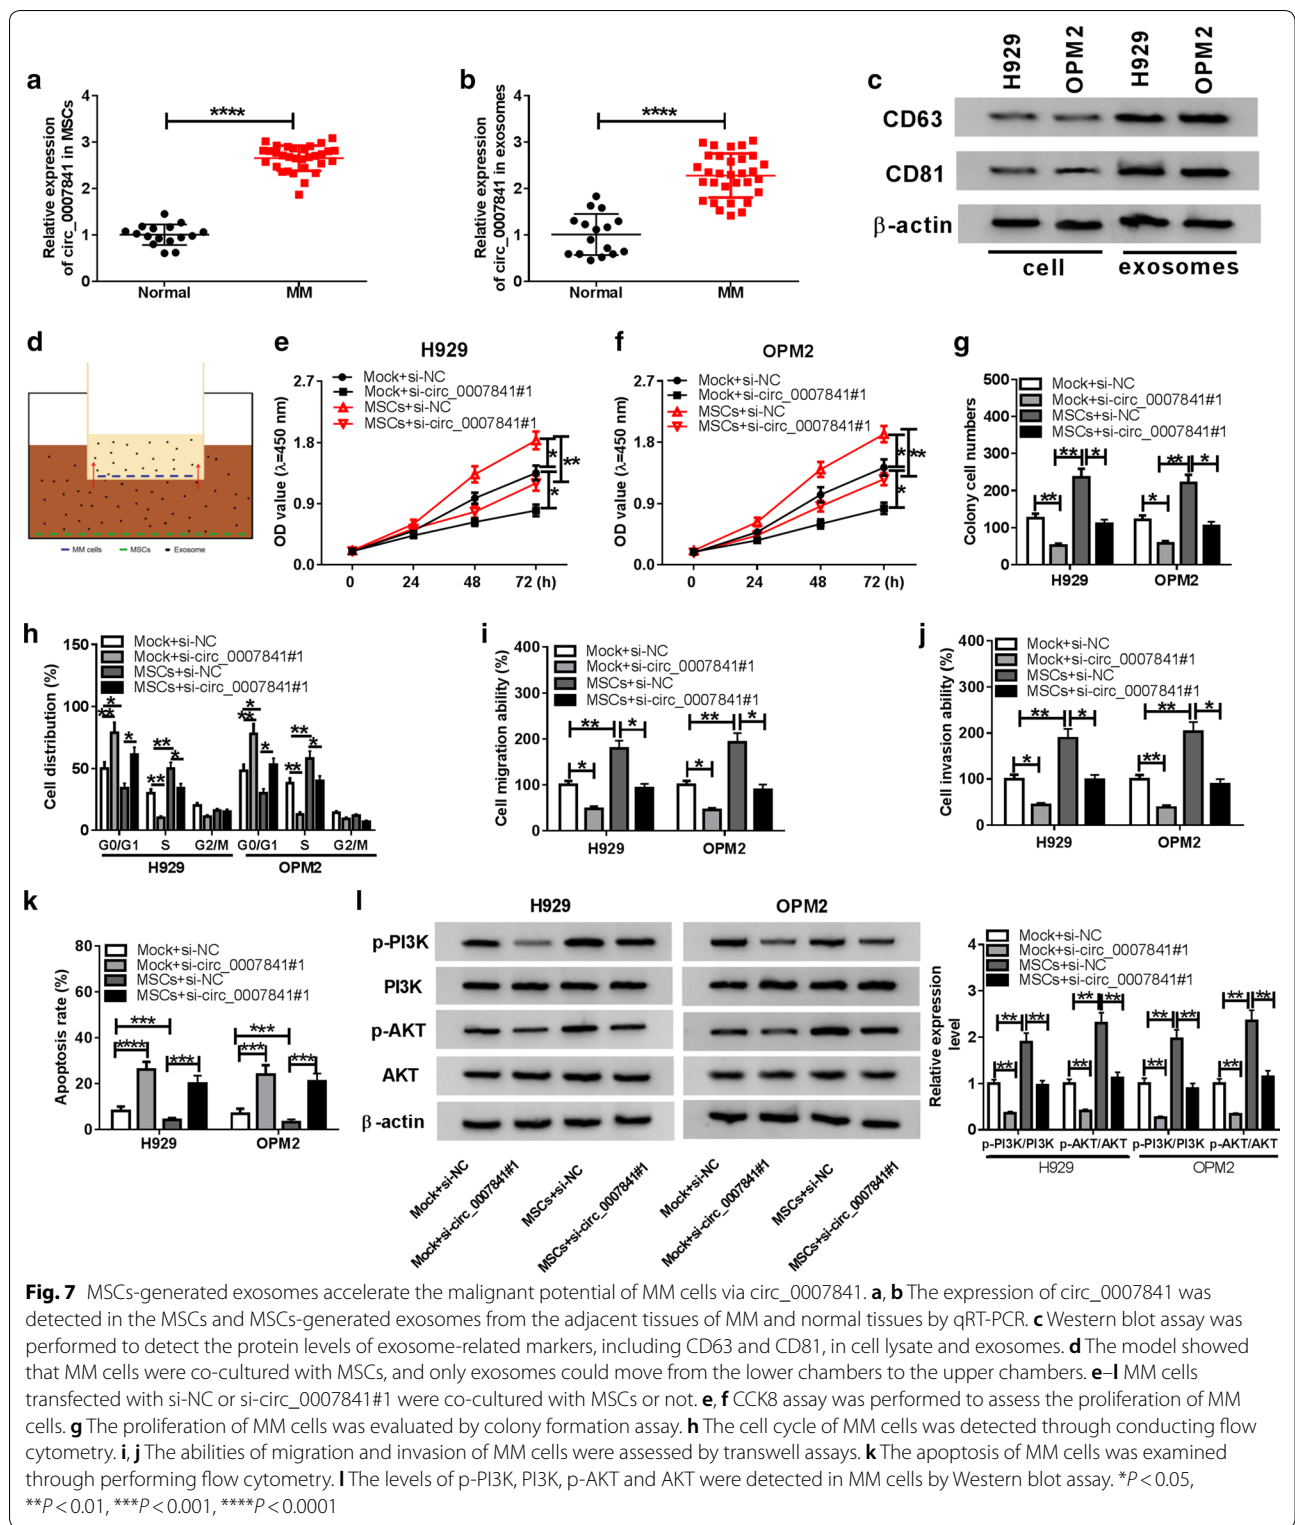 a
Relative expression
of circ_0007841 in MSCs
4
3
2
1
0
****
Normal
MM
b
Relative expression
of circ_0007841 in exosomes
4
3
2
1
0
****
Normal
MM
c
H929
OPM2
H929
OPM2
CD63
CD81
β-actin
cell
exosomes
d
MM cells
MSCs
Exosome
e
H929
Mock+si-NC
Mock+si-circ_0007841#1
MSCs+si-NC
MSCs+si-circ_0007841#1
OD value (λ=450 nm)
2.7
1.8
0.9
0.0
0
24
48
72 (h)
*
**
*
f
OPM2
Mock+si-NC
Mock+si-circ_0007841#1
MSCs+si-NC
MSCs+si-circ_0007841#1
OD value (λ=450 nm)
2.7
1.8
0.9
0.0
0
24
48
72 (h)
*
**
*
g
Mock+si-NC
Mock+si-circ_0007841#1
MSCs+si-NC
MSCs+si-circ_0007841#1
Colony cell numbers
500
400
300
200
100
0
** ** *
* ** *
H929
OPM2
h
Mock+si-NC
Mock+si-circ_0007841#1
MSCs+si-NC
MSCs+si-circ_0007841#1
Cell distribution (%)
150
100
50
0
* ** * ** ** *
* ** * ** ** *
G0/G1 S G2/M G0/G1 S G2/M
H929
OPM2
i
Mock+si-NC
Mock+si-circ_0007841#1
MSCs+si-NC
MSCs+si-circ_0007841#1
Cell migration ability (%)
400
300
200
100
0
* ** *
* ** *
H929
OPM2
j
Mock+si-NC
Mock+si-circ_0007841#1
MSCs+si-NC
MSCs+si-circ_0007841#1
Cell invasion ability (%)
400
300
200
100
0
* ** *
** ** *
H929
OPM2
k
Mock+si-NC
Mock+si-circ_0007841#1
MSCs+si-NC
MSCs+si-circ_0007841#1
Apoptosis rate (%)
80
60
40
20
0
*** **** ***
*** *** ***
H929
OPM2
l
H929
OPM2
p-PI3K
PI3K
p-AKT
AKT
β-actin
Mock+si-NC
Mock+si-circ_0007841#1
MSCs+si-NC
MSCs+si-circ_0007841#1
Mock+si-NC
Mock+si-circ_0007841#1
MSCs+si-NC
MSCs+si-circ_0007841#1
Mock+si-NC
Mock+si-circ_0007841#1
MSCs+si-NC
MSCs+si-circ_0007841#1
Relative expression
level
4
3
2
1
0
** ** **
** ** **
** ** **
** ** **
p-PI3K/PI3K p-AKT/AKT p-PI3K/PI3K p-AKT/AKT
H929
OPM2
Fig. 7 MSCs-generated exosomes accelerate the malignant potential of MM cells via circ_0007841. a, b The expression of circ_0007841 was
detected in the MSCs and MSCs-generated exosomes from the adjacent tissues of MM and normal tissues by qRT-PCR. c Western blot assay was
performed to detect the protein levels of exosome-related markers, including CD63 and CD81, in cell lysate and exosomes. d The model showed
that MM cells were co-cultured with MSCs, and only exosomes could move from the lower chambers to the upper chambers. e–l MM cells
transfected with si-NC or si-circ_0007841#1 were co-cultured with MSCs or not. e, f CCK8 assay was performed to assess the proliferation of MM
cells. g The proliferation of MM cells was evaluated by colony formation assay. h The cell cycle of MM cells was detected through conducting flow
cytometry. i, j The abilities of migration and invasion of MM cells were assessed by transwell assays. k The apoptosis of MM cells was examined
through performing flow cytometry. l The levels of p-PI3K, PI3K, p-AKT and AKT were detected in MM cells by Western blot assay. *P < 0.05,
**P < 0.01, ***P < 0.001, ****P < 0.0001